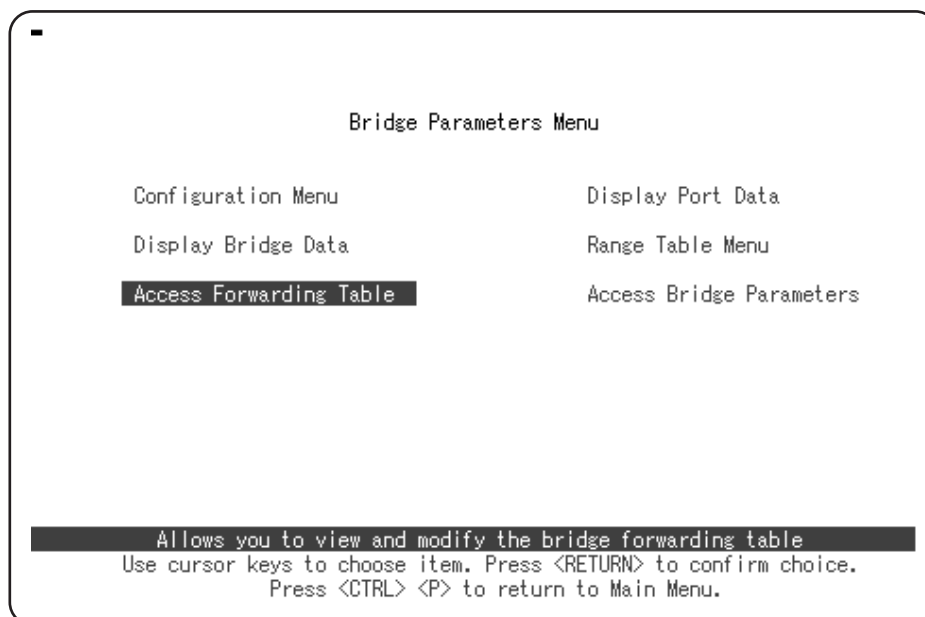 Bridge Parameters Menu
Configuration Menu Display Port Data
Display Bridge Data Range Table Menu
Access Forwarding Table Access Bridge Parameters
Allows you to view and modify the bridge forwarding table
Use cursor keys to choose item. Press <RETURN> to confirm choice.
Press <CTRL> <P> to return to Main Menu.